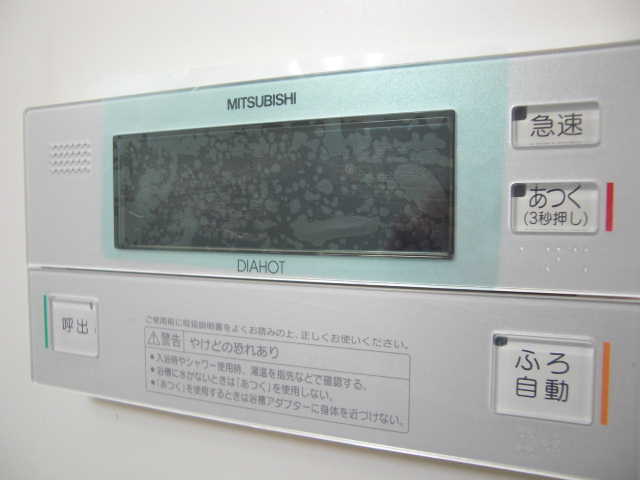 MITSUBISHI
急速
あつく
(3秒押し)
DIAHOT
呼出
ご使用前に取扱説明書をよくお読みの上、正しくお使いください。
⚠警告 やけどの恐れあり
•入浴時やシャワー使用時、湯温を指先などで確認する。
•浴槽に水がないときは「あつく」を使用しない。
•「あつく」を使用するときは浴槽アダプターに身体を近づけない。
ふろ
自動